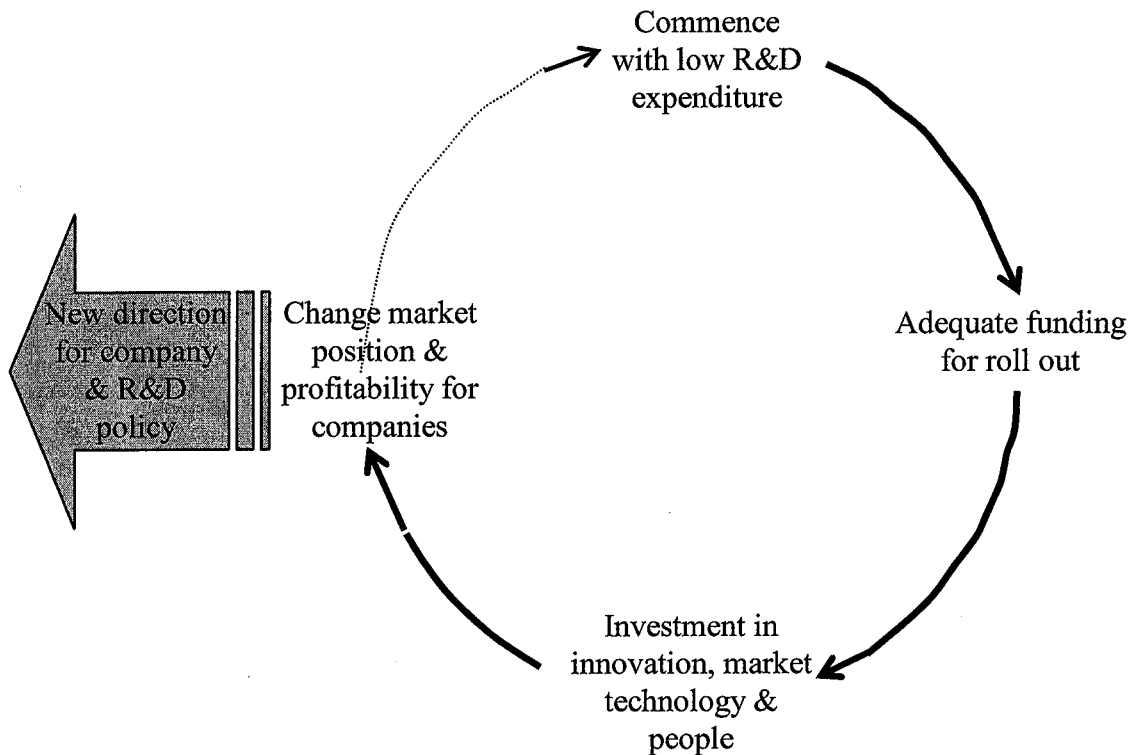 Commence
with low R&D
expenditure
Adequate funding
for roll out
Investment in
innovation, market
technology &
people
Change market
position &
profitability for
companies
New direction
for company
& R&D
policy